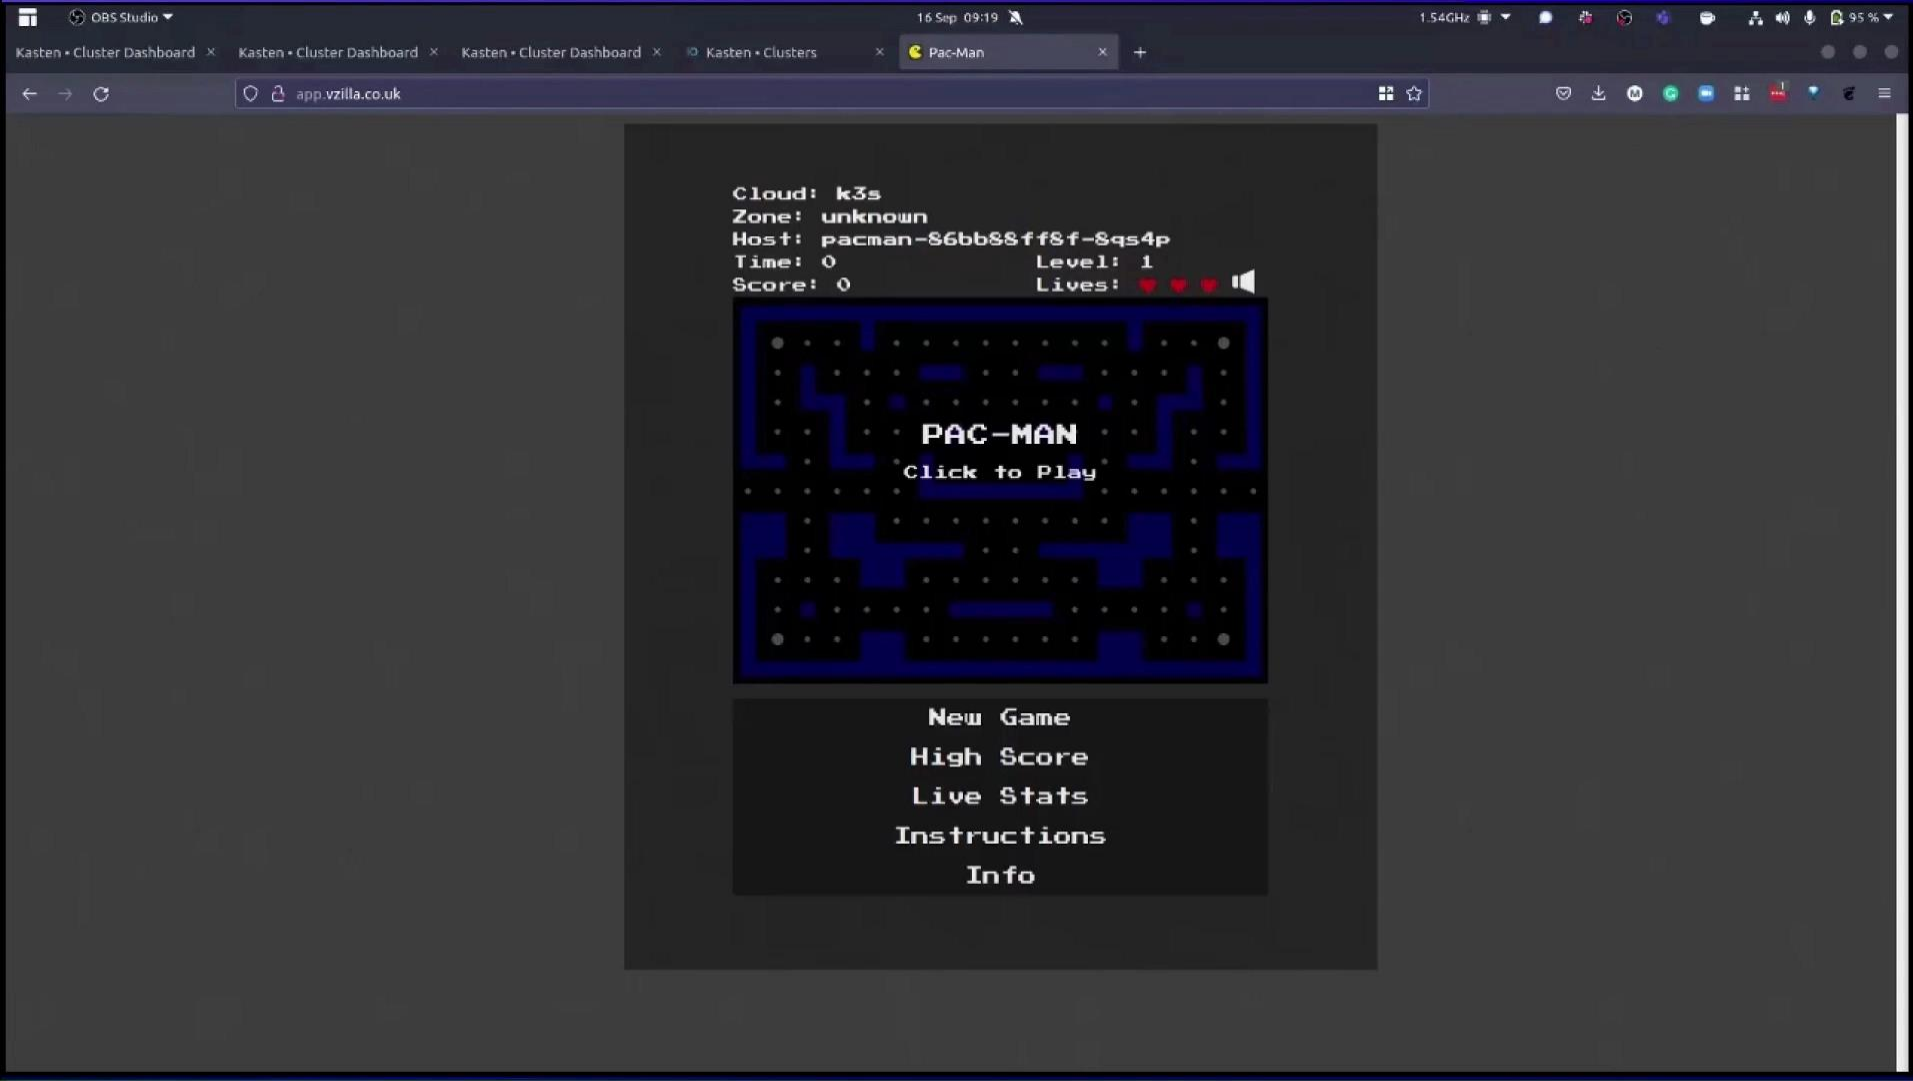 OBS Studio
16 Sep 09:19
1.54GHz
95 %
Kasten • Cluster Dashboard
Kasten • Cluster Dashboard
Kasten • Cluster Dashboard
Kasten • Clusters
Pac-Man
app.vzilla.co.uk
Cloud: k3s
Zone: unknown
Host: pacman-86bb88ff8f-8qs4p
Time: 0
Level: 1
Score: 0
Lives:
PAC-MAN
Click to Play
New Game
High Score
Live Stats
Instructions
Info